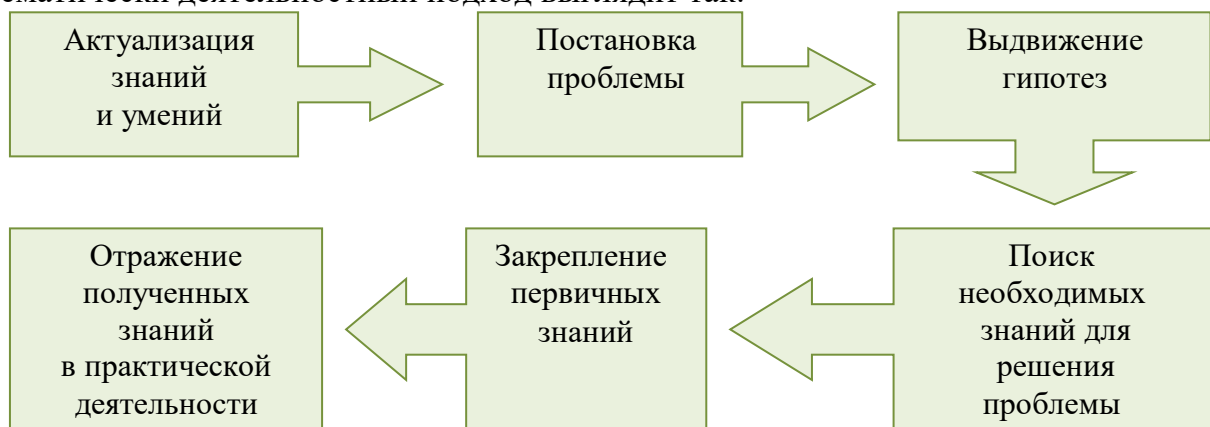 Актуализация
знаний
и умений
Постановка
проблемы
Выдвижение
гипотез
Поиск
необходимых
знаний для
решения
проблемы
Закрепление
первичных
знаний
Отражение
полученных
знаний
в практической
деятельности